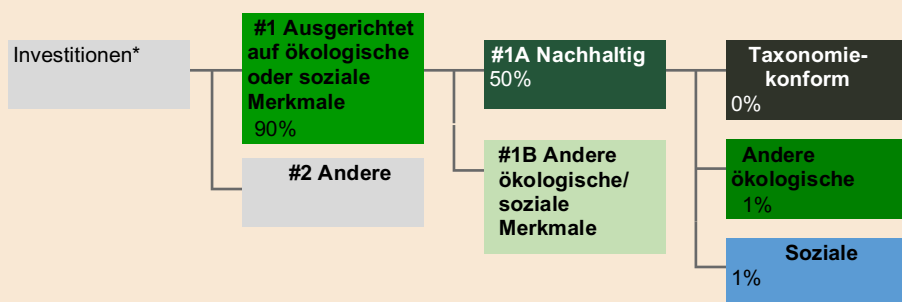 Investitionen*
#1 Ausgerichtet
auf ökologische
oder soziale
Merkmale
90%
#2 Andere
#1A Nachhaltig
50%
#1B Andere
ökologische/
soziale
Merkmale
Taxonomie-
konform
0%
Andere
ökologische
1%
Soziale
1%